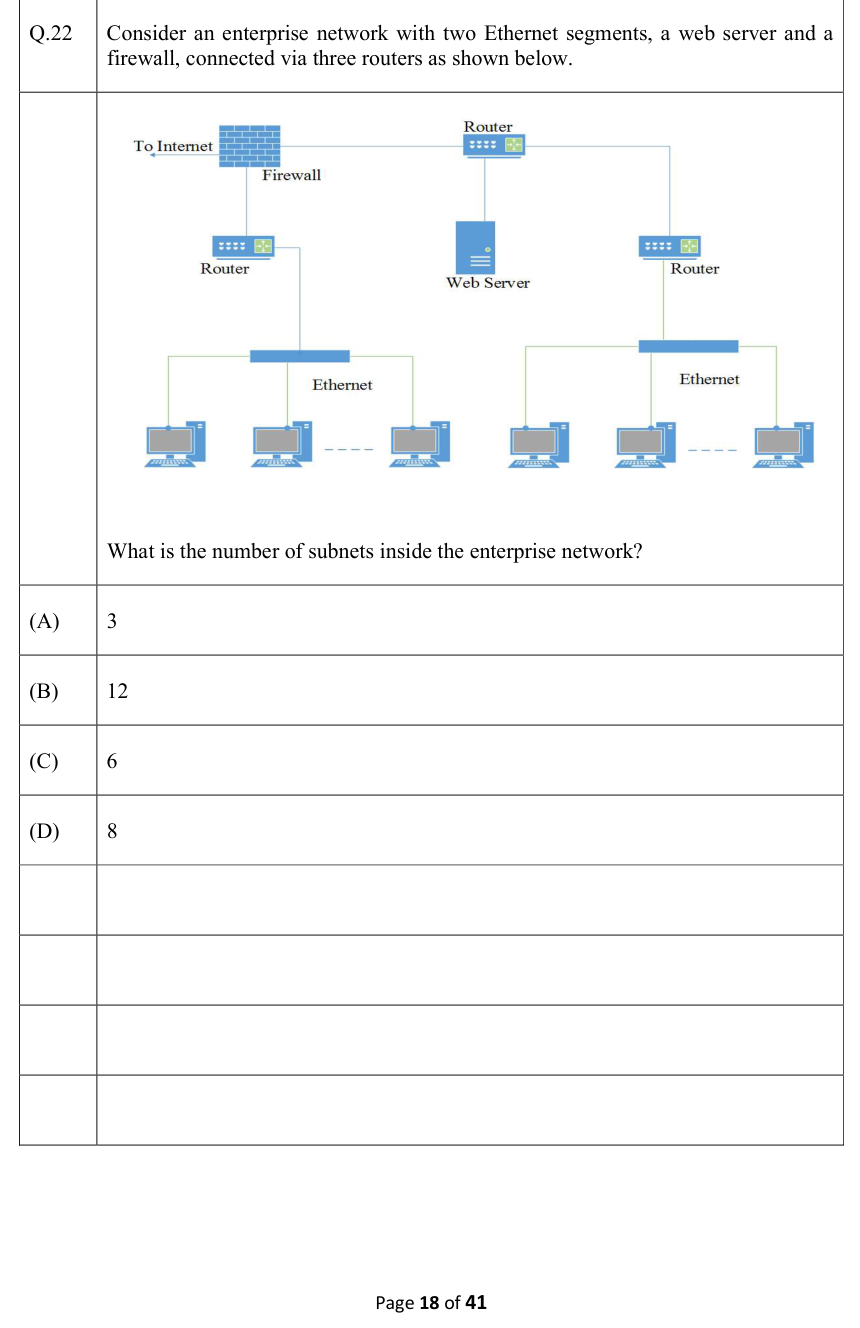 Q.22 Consider an enterprise network with two Ethernet segments, a web server and a
firewall, connected via three routers as shown below.
Router
To Internet
Firewall
Router
Web Server
Router
Ethernet
Ethernet
What is the number of subnets inside the enterprise network?
(A) 3
(B) 12
(C) 6
(D) 8
Page 18 of 41